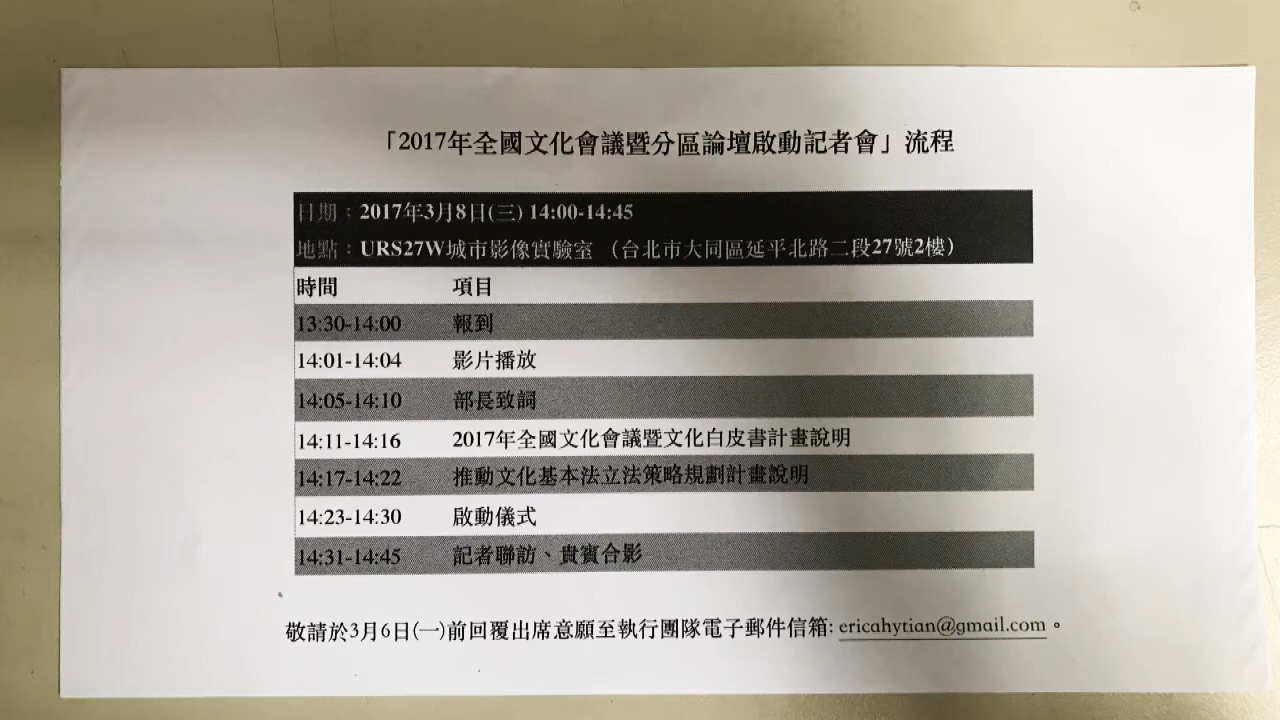 「2017年全國文化會議暨分區論壇啟動記者會」流程
日期：2017年3月8日(三) 14:00-14:45
地點：URS27W城市影像實驗室 （台北市大同區延平北路二段27號2樓）
時間 項目
13:30-14:00 報到
14:01-14:04 影片播放
14:05-14:10 部長致詞
14:11-14:16 2017年全國文化會議暨文化白皮書計畫說明
14:17-14:22 推動文化基本法立法策略規劃計畫說明
14:23-14:30 啟動儀式
14:31-14:45 記者聯訪、貴賓合影
敬請於3月6日(一)前回覆出席意願至執行團隊電子郵件信箱: ericahytian@gmail.com。